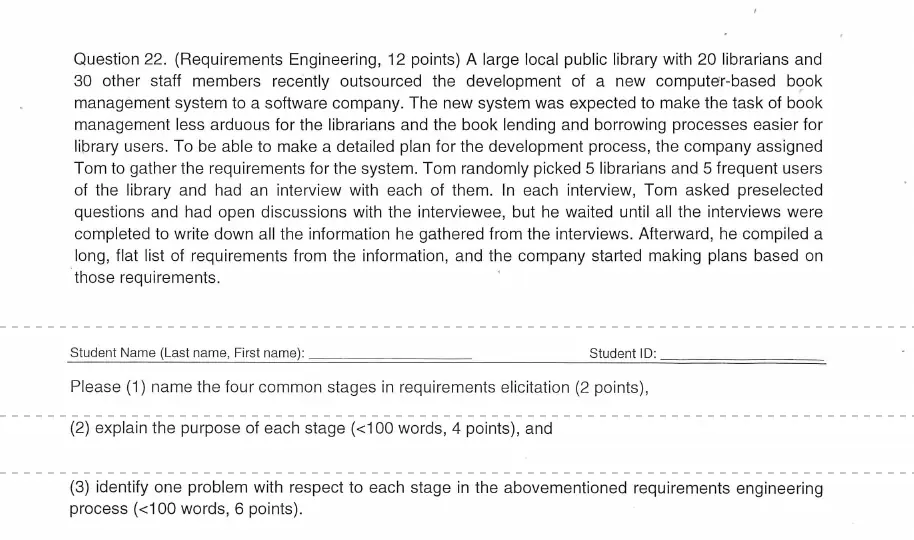 Question 22. (Requirements Engineering, 12 points) A large local public library with 20 librarians and
30 other staff members recently outsourced the development of a new computer-based book
management system to a software company. The new system was expected to make the task of book
management less arduous for the librarians and the book lending and borrowing processes easier for
library users. To be able to make a detailed plan for the development process, the company assigned
Tom to gather the requirements for the system. Tom randomly picked 5 librarians and 5 frequent users
of the library and had an interview with each of them. In each interview, Tom asked preselected
questions and had open discussions with the interviewee, but he waited until all the interviews were
completed to write down all the information he gathered from the interviews. Afterward, he compiled a
long, flat list of requirements from the information, and the company started making plans based on
those requirements.
Student Name (Last name, First name): ____________________ Student ID: ____________________
Please (1) name the four common stages in requirements elicitation (2 points),
(2) explain the purpose of each stage (<100 words, 4 points), and
(3) identify one problem with respect to each stage in the abovementioned requirements engineering
process (<100 words, 6 points).